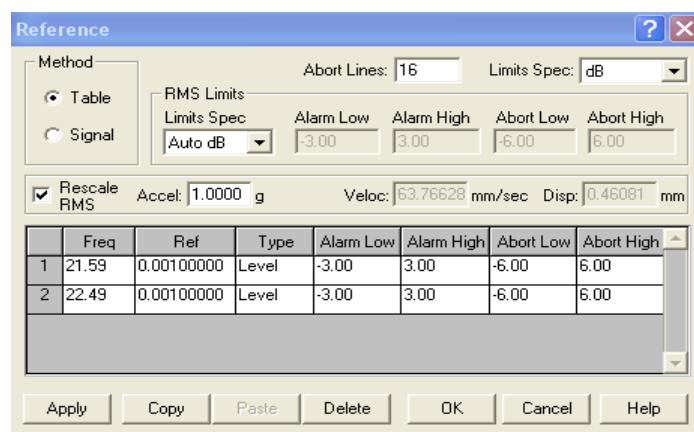 Reference
Method
Table
Signal
Abort Lines: 16 Limits Spec: dB
RMS Limits
Limits Spec Alarm Low Alarm High Abort Low Abort High
Auto dB -3.00 3.00 -6.00 6.00
Rescale RMS Accel: 1.0000 g Veloc: 63.76628 mm/sec Disp: 0.46081 mm
Freq Ref Type Alarm Low Alarm High Abort Low Abort High
1 21.59 0.00100000 Level -3.00 3.00 -6.00 6.00
2 22.49 0.00100000 Level -3.00 3.00 -6.00 6.00
Apply Copy Paste Delete OK Cancel Help